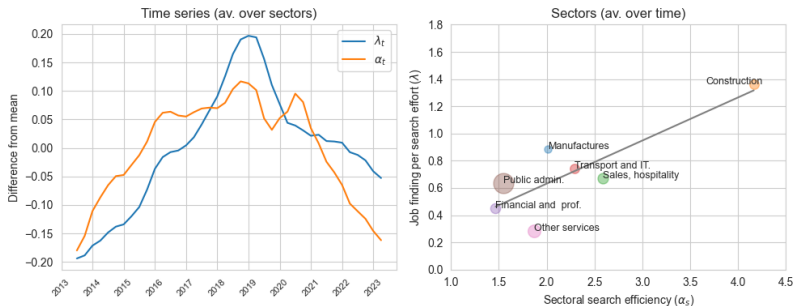 Time series (av. over sectors)
Difference from mean
0.20
0.15
0.10
0.05
0.00
−0.05
−0.10
−0.15
−0.20
2013
2014
2015
2016
2017
2018
2019
2020
2021
2022
2023
λt
αt
Sectors (av. over time)
Job finding per search effort (λ)
1.8
1.6
1.4
1.2
1.0
0.8
0.6
0.4
0.2
0.0
Construction
Manufactures
Transport and IT.
Sales, hospitality
Public admin.
Financial and prof.
Other services
1.0
1.5
2.0
2.5
3.0
3.5
4.0
4.5
Sectoral search efficiency (αs)